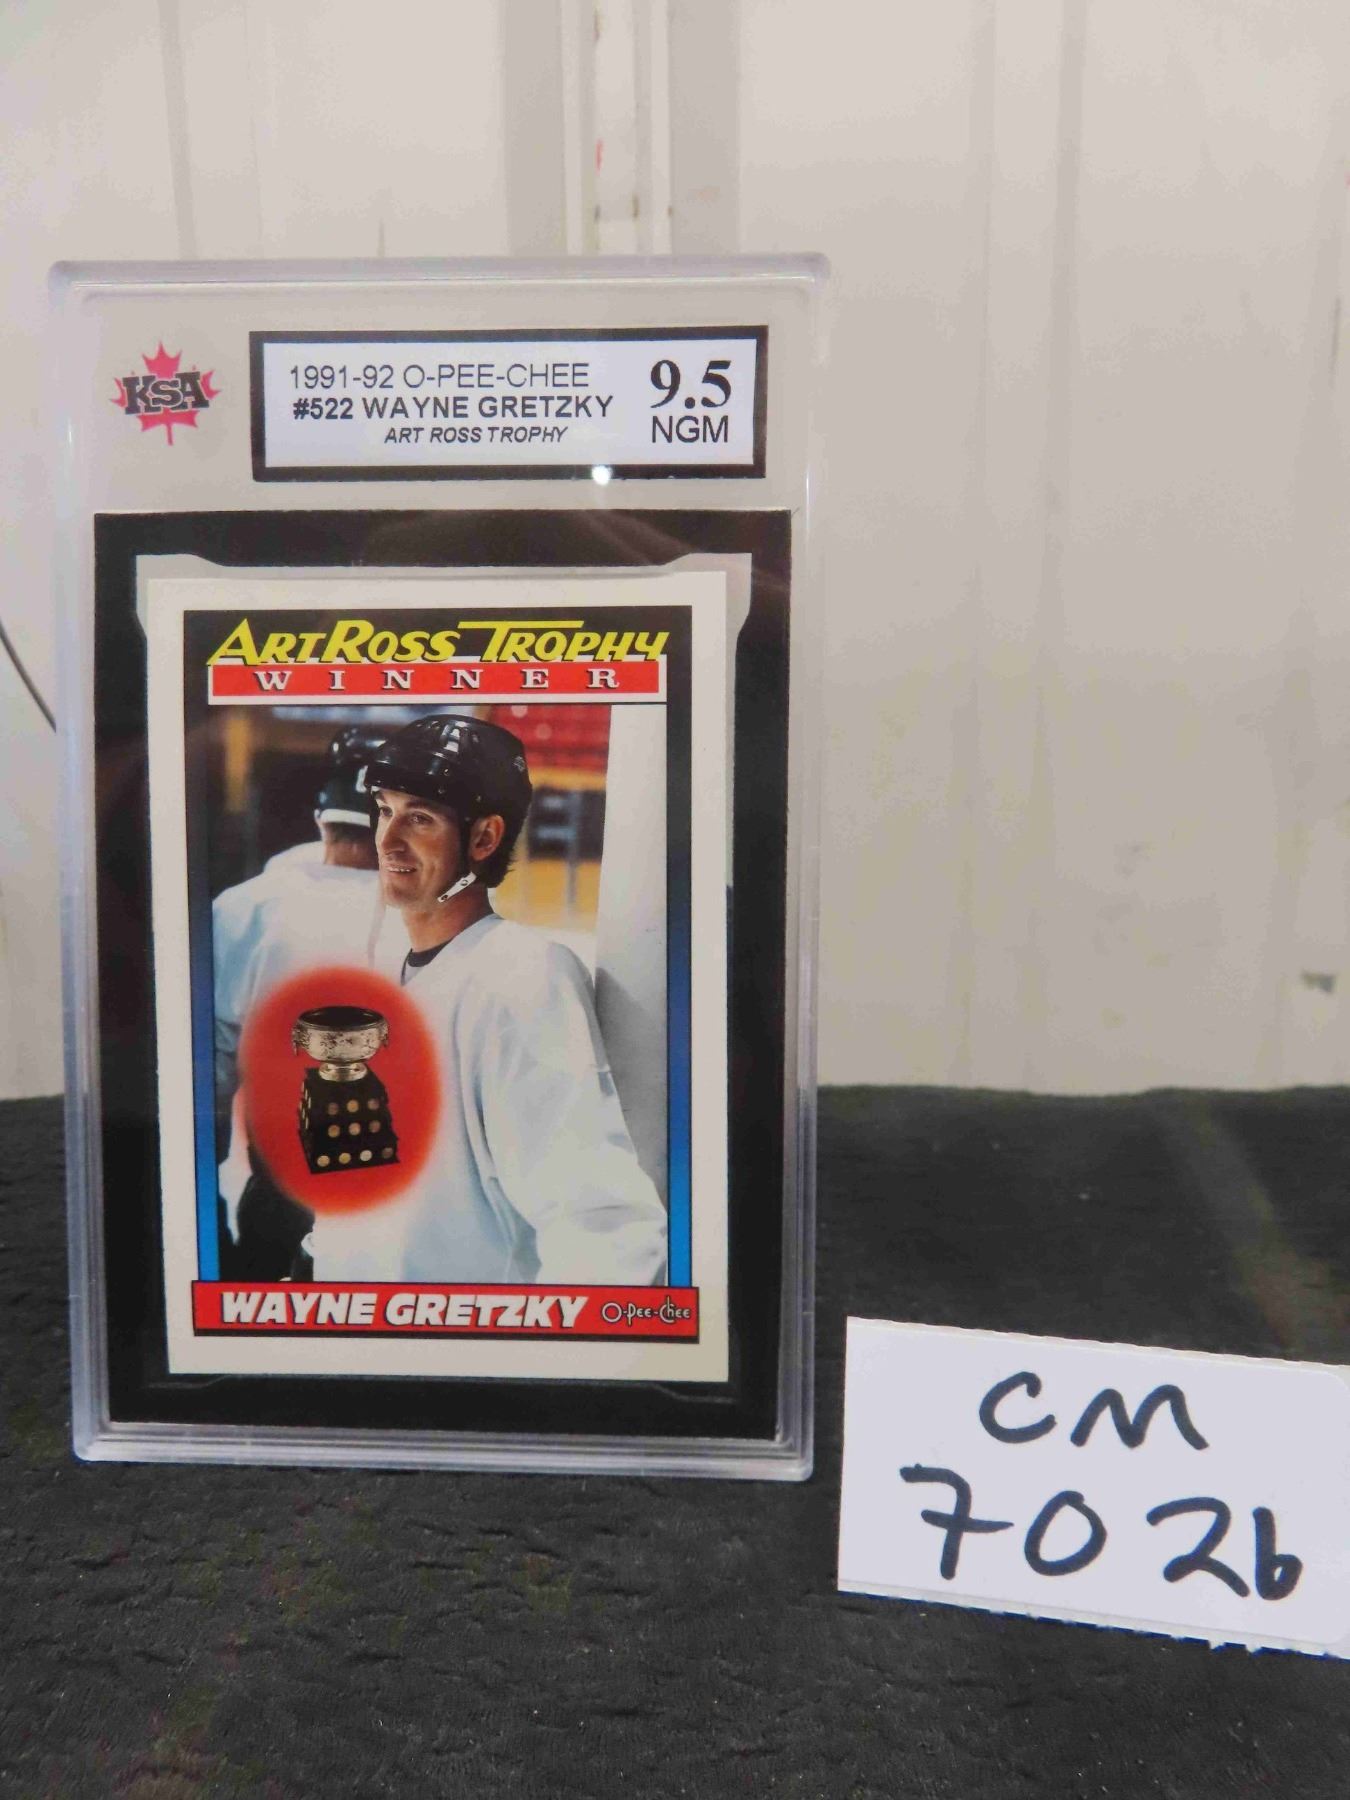 KSA
1991-92 O-PEE-CHEE
#522 WAYNE GRETZKY
ART ROSS TROPHY
9.5
NGM
ART ROSS TROPHY
WINNER
WAYNE GRETZKY O-Pee-Chee
CM
7026